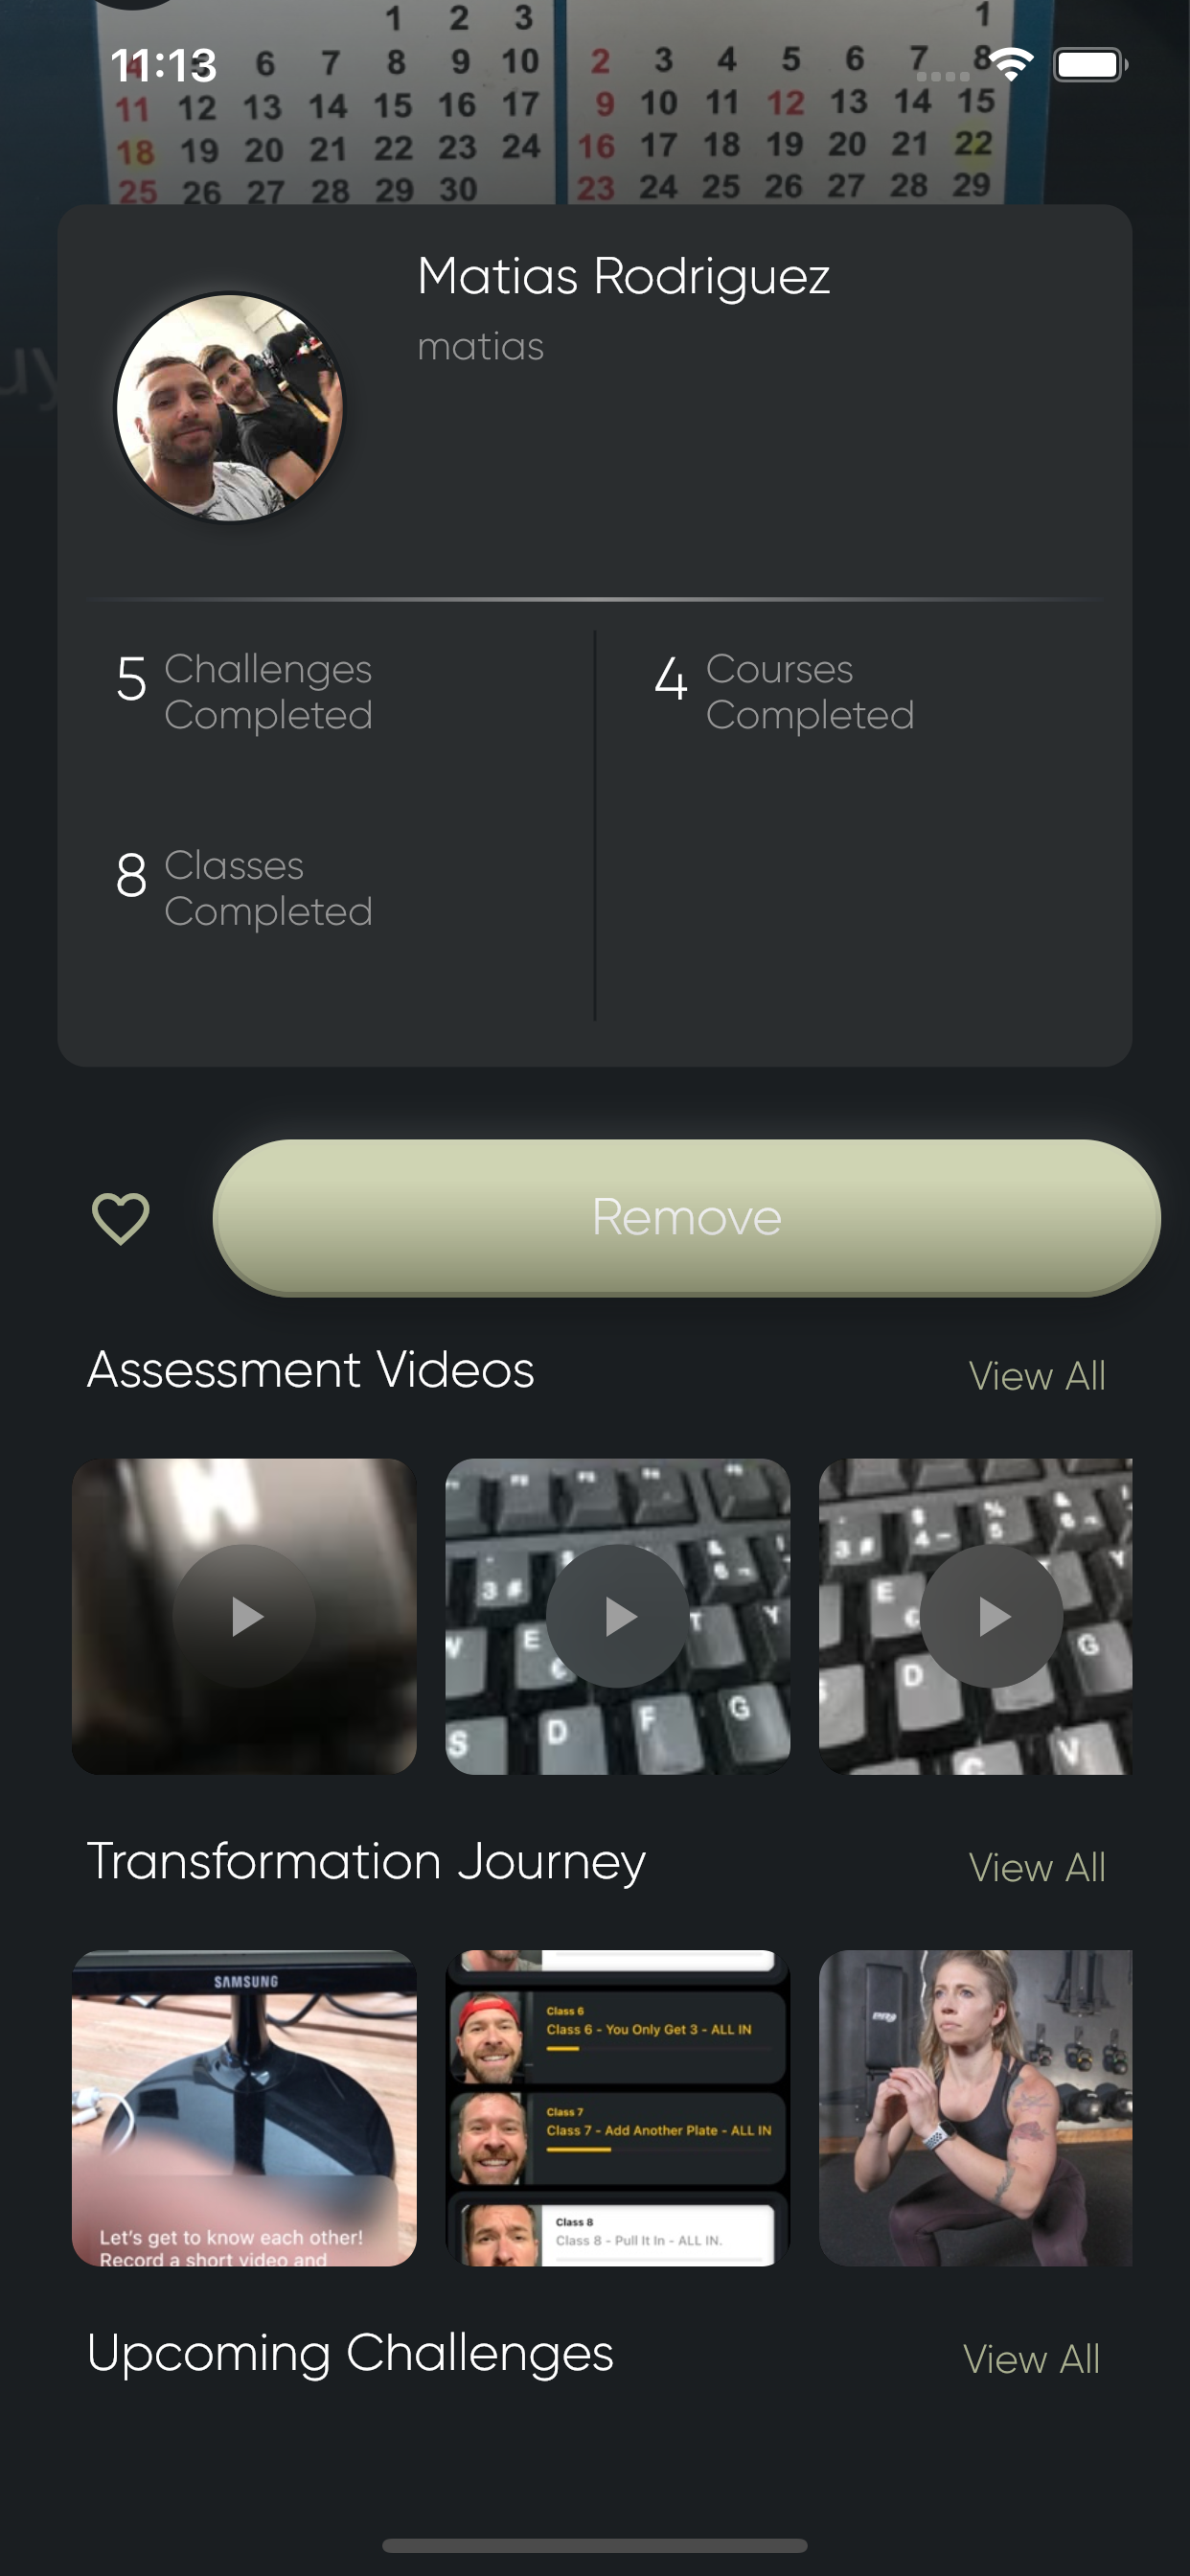 1 2 3
1
11:13
4 5 6 7 8 9 10
2 3 4 5 6 7 8
11 12 13 14 15 16 17
9 10 11 12 13 14 15
18 19 20 21 22 23 24
16 17 18 19 20 21 22
25 26 27 28 29 30
23 24 25 26 27 28 29
Matias Rodriguez
matias
uy
5 Challenges
Completed
4 Courses
Completed
8 Classes
Completed
Remove
Assessment Videos
View All
3 #
6
W E T Y
S D F G
3 # 4 5 6
E Y
D G
C V
Transformation Journey
View All
SAMSUNG
Let's get to know each other!
Record a short video and
Class 6
Class 6 - You Only Get 3 - ALL IN
Class 7
Class 7 - Add Another Plate - ALL IN
Class 8
Class 8 - Pull It In - ALL IN.
Upcoming Challenges
View All